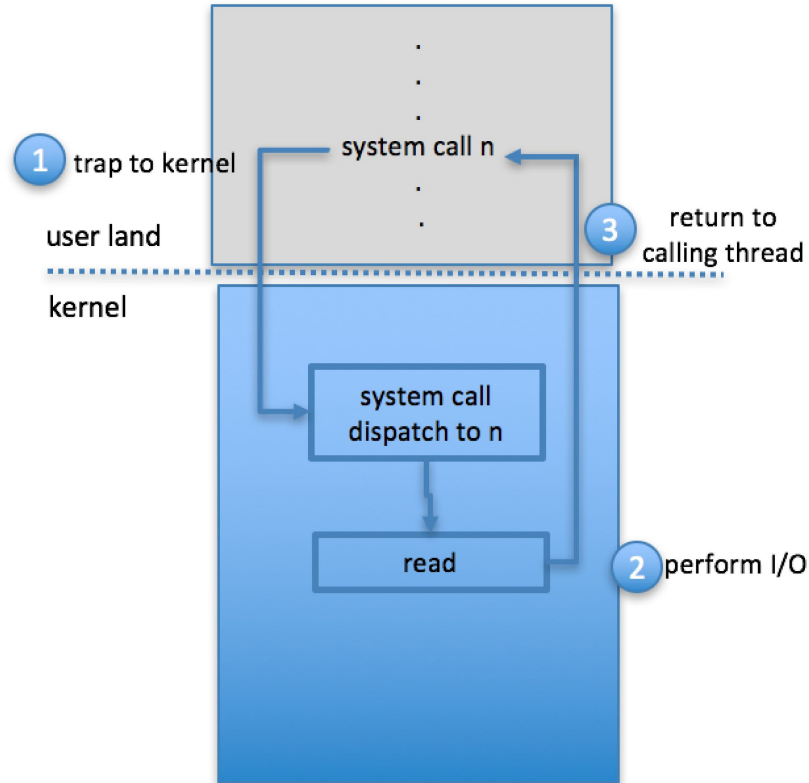 .
.
.
system call n
.
.
1
trap to kernel
user land
3
return to
calling thread
kernel
system call
dispatch to n
read
2
perform I/O